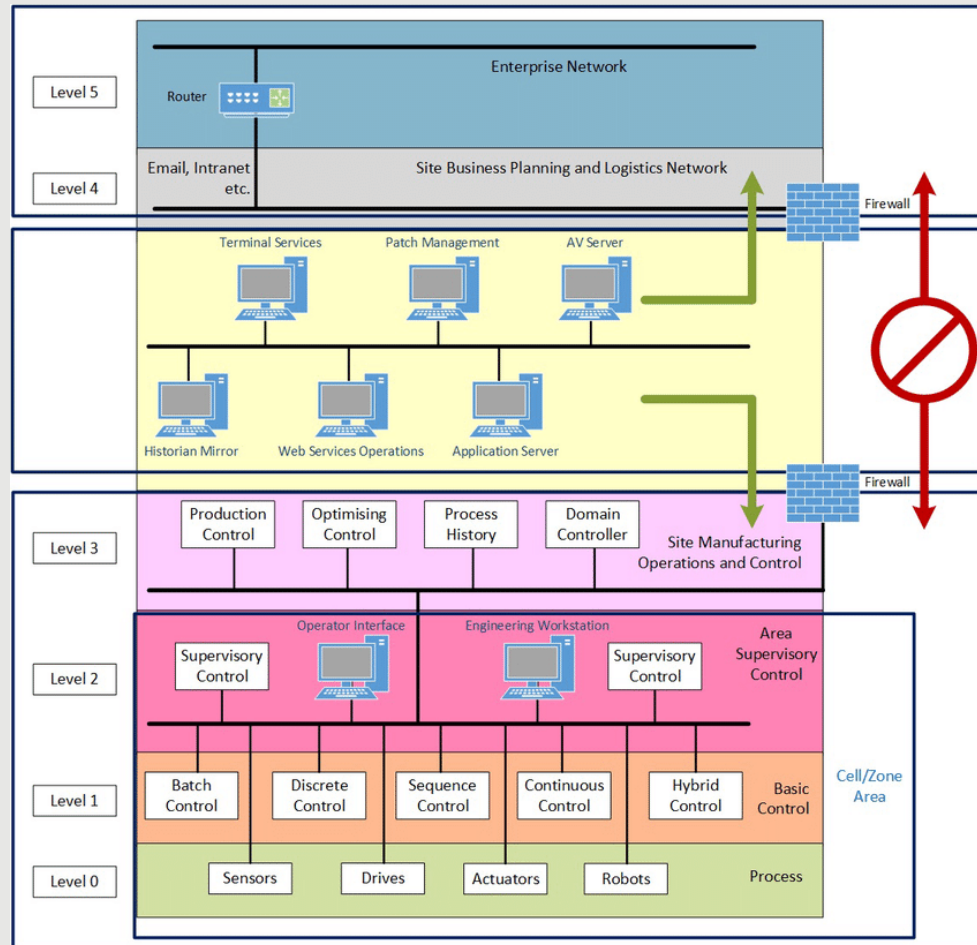 Level 5
Enterprise Network
Router
Level 4
Email, Intranet
etc.
Site Business Planning and Logistics Network
Firewall
Terminal Services
Patch Management
AV Server
Historian Mirror
Web Services Operations
Application Server
Firewall
Level 3
Production
Control
Optimising
Control
Process
History
Domain
Controller
Site Manufacturing
Operations and Control
Level 2
Operator Interface
Engineering Workstation
Supervisory
Control
Supervisory
Control
Area
Supervisory
Control
Level 1
Batch
Control
Discrete
Control
Sequence
Control
Continuous
Control
Hybrid
Control
Basic
Control
Cell/Zone
Area
Level 0
Sensors
Drives
Actuators
Robots
Process